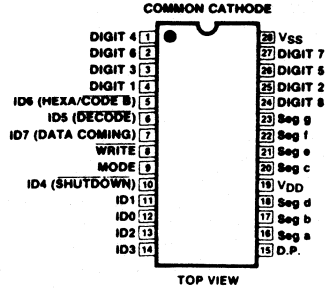 COMMON CATHODE
DIGIT 4 1
DIGIT 6 2
DIGIT 3 3
DIGIT 1 4
ID6 (HEXA/CODE B) 5
ID5 (DECODE) 6
ID7 (DATA COMING) 7
WRITE 8
MODE 9
ID4 (SHUTDOWN) 10
ID1 11
ID0 12
ID2 13
ID3 14
28 VSS
27 DIGIT 7
26 DIGIT 5
25 DIGIT 2
24 DIGIT 8
23 Seg g
22 Seg f
21 Seg e
20 Seg c
19 VDD
18 Seg d
17 Seg b
16 Seg a
15 D.P.
TOP VIEW